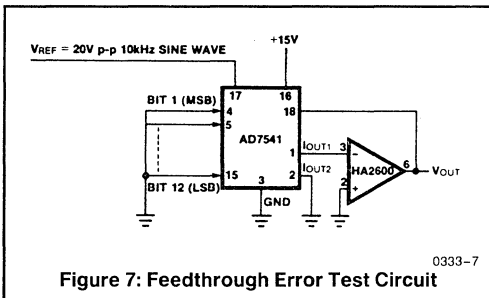 VREF = 20V p-p 10kHz SINE WAVE
+15V
17
16
BIT 1 (MSB)
4
5
18
AD7541
1
IOUT1
3
−
6
VOUT
HA2600
15
3
2
IOUT2
2
+
BIT 12 (LSB)
GND
0333-7
Figure 7: Feedthrough Error Test Circuit